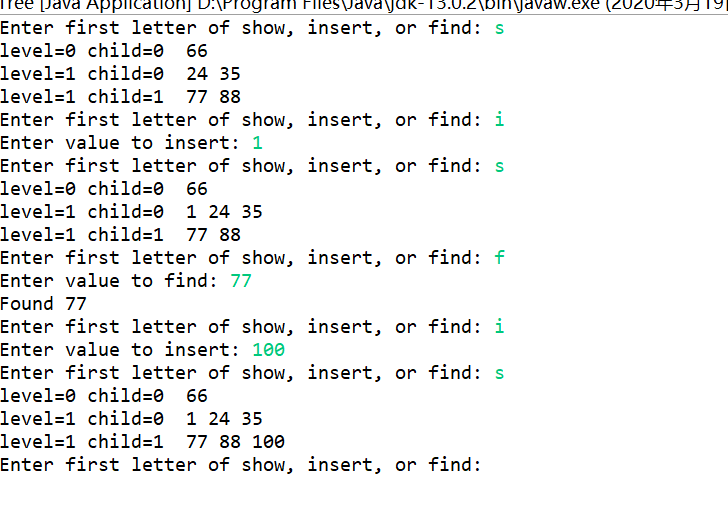 Tree [Java Application] D:\Program Files\Java\jdk-13.0.2\bin\javaw.exe (2020年3月19日
Enter first letter of show, insert, or find: s
level=0 child=0  66
level=1 child=0  24 35
level=1 child=1  77 88
Enter first letter of show, insert, or find: i
Enter value to insert: 1
Enter first letter of show, insert, or find: s
level=0 child=0  66
level=1 child=0  1 24 35
level=1 child=1  77 88
Enter first letter of show, insert, or find: f
Enter value to find: 77
Found 77
Enter first letter of show, insert, or find: i
Enter value to insert: 100
Enter first letter of show, insert, or find: s
level=0 child=0  66
level=1 child=0  1 24 35
level=1 child=1  77 88 100
Enter first letter of show, insert, or find: